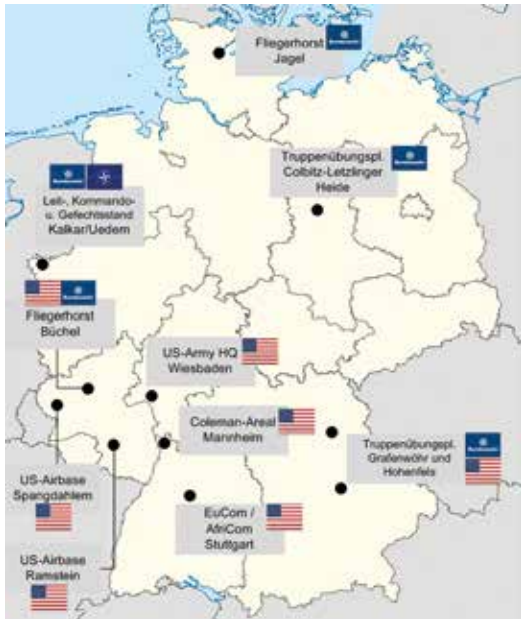 Fliegerhorst
Jagel
Truppenübungspl.
Colbitz-Letzlinger
Heide
Leit-, Kommando-
u. Gefechtsstand
Kalkar/Uedem
Fliegerhorst
Büchel
US-Army HQ
Wiesbaden
Coleman-Areal
Mannheim
Truppenübungspl.
Grafenwöhr und
Hohenfels
US-Airbase
Spangdahlem
EuCom /
AfriCom
Stuttgart
US-Airbase
Ramstein